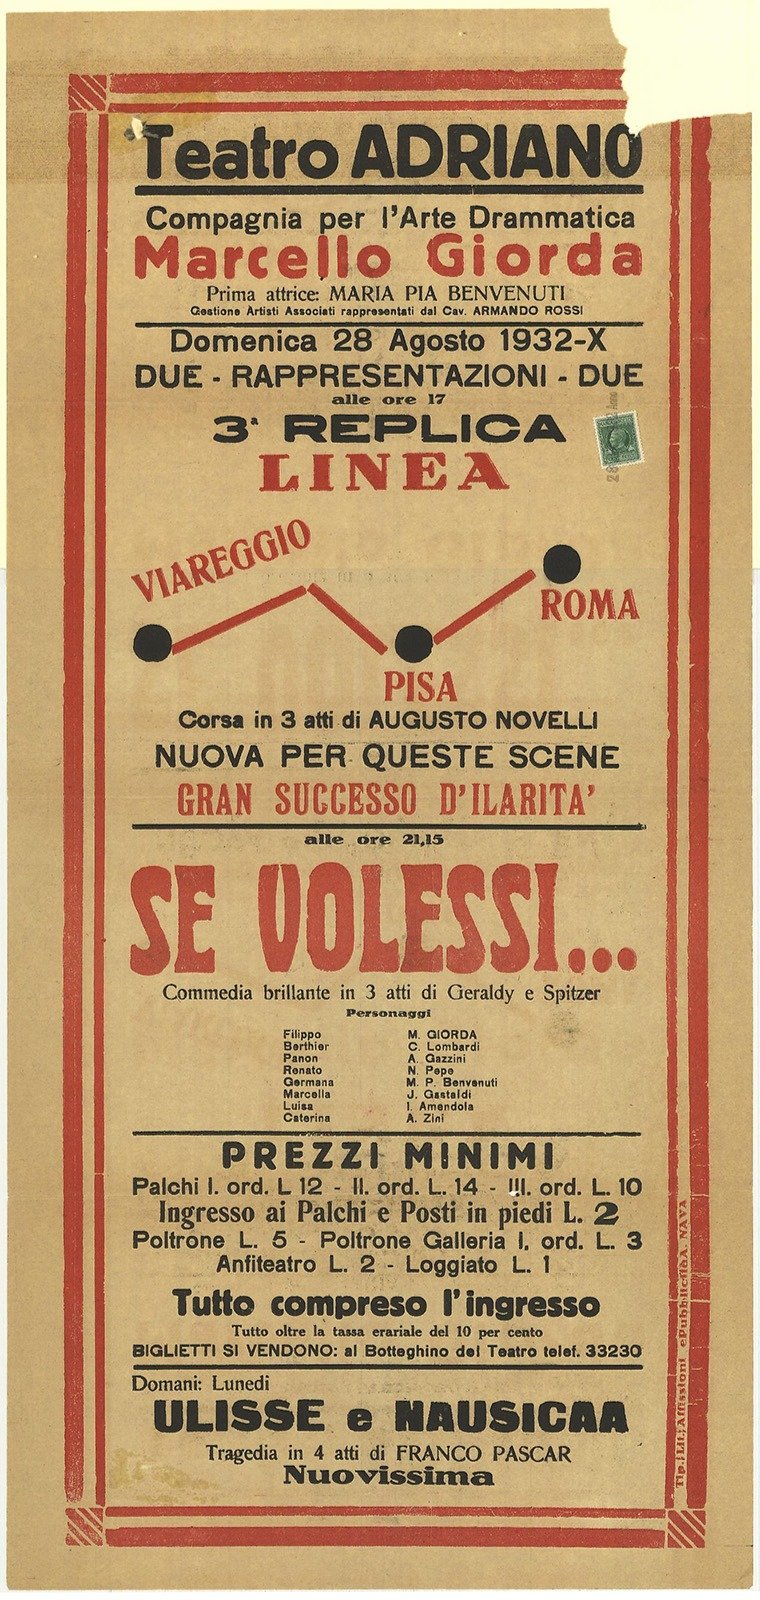 Teatro ADRIANO
Compagnia per l'Arte Drammatica
Marcello Giorda
Prima attrice: MARIA PIA BENVENUTI
Gestione Artisti Associati rappresentati dal Cav. ARMANDO ROSSI
Domenica 28 Agosto 1932-X
DUE - RAPPRESENTAZIONI - DUE
alle ore 17
3ª REPLICA
LINEA
VIAREGGIO
ROMA
PISA
Corsa in 3 atti di AUGUSTO NOVELLI
NUOVA PER QUESTE SCENE
GRAN SUCCESSO D'ILARITA'
alle ore 21,15
SE VOLESSI...
Commedia brillante in 3 atti di Geraldy e Spitzer
Personaggi
Filippo M. GIORDA
Berthier C. Lombardi
Panon A. Gazzini
Renato N. Pepe
Germana M. P. Benvenuti
Marcella J. Gastaldi
Luisa I. Amendola
Caterina A. Zini
PREZZI MINIMI
Palchi I. ord. L 12 - II. ord. L. 14 - III. ord. L. 10
Ingresso ai Palchi e Posti in piedi L. 2
Poltrone L. 5 - Poltrone Galleria I. ord. L. 3
Anfiteatro L. 2 - Loggiato L. 1
Tutto compreso l'ingresso
Tutto oltre la tassa erariale del 10 per cento
BIGLIETTI SI VENDONO: al Botteghino del Teatro telef. 33230
Domani: Lunedi
ULISSE e NAUSICAA
Tragedia in 4 atti di FRANCO PASCAR
Nuovissima
Tip. Lit. Affissioni e Pubblicità A. NAVA